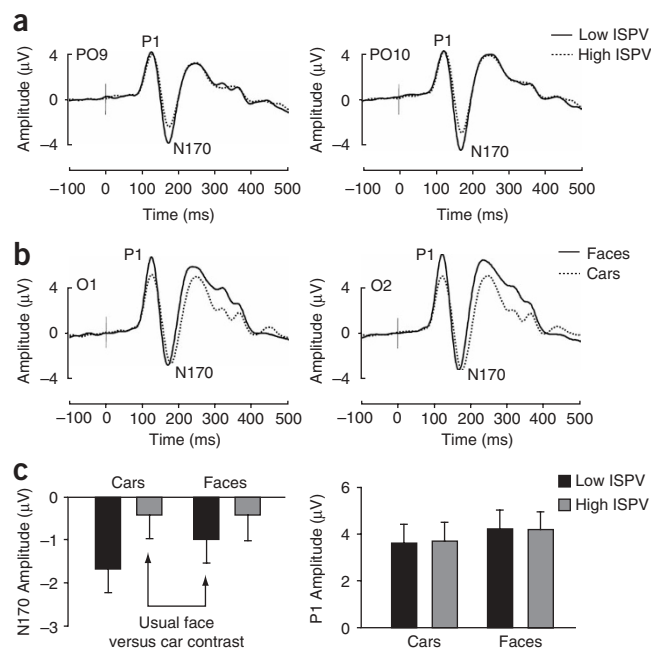 a
P1
P1
Low ISPV
High ISPV
PO9
PO10
Amplitude (µV)
4
0
–4
N170
Amplitude (µV)
4
0
–4
N170
–100 0 100 200 300 400 500
–100 0 100 200 300 400 500
Time (ms)
Time (ms)
b
P1
P1
Faces
Cars
O1
O2
Amplitude (µV)
4
0
–4
N170
Amplitude (µV)
4
0
–4
N170
–100 0 100 200 300 400 500
–100 0 100 200 300 400 500
Time (ms)
Time (ms)
c
Cars Faces
N170 Amplitude (µV)
0
–1
–2
–3
Usual face
versus car contrast
Low ISPV
High ISPV
P1 Amplitude (µV)
6
4
2
0
Cars Faces